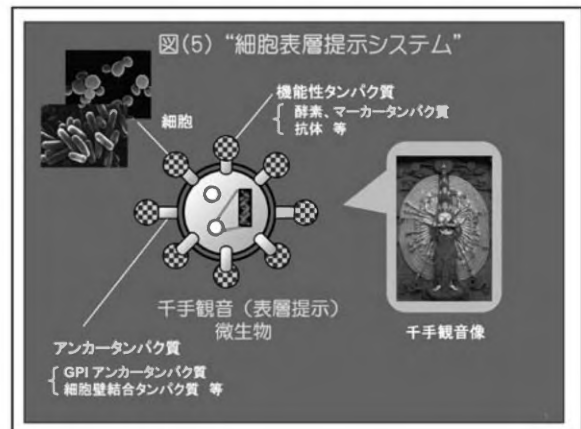 図(5) “細胞表層提示システム”
機能性タンパク質
酵素、マーカータンパク質
抗体 等
細胞
千手観音（表層提示）
微生物
千手観音像
アンカータンパク質
GPI アンカータンパク質
細胞壁結合タンパク質 等